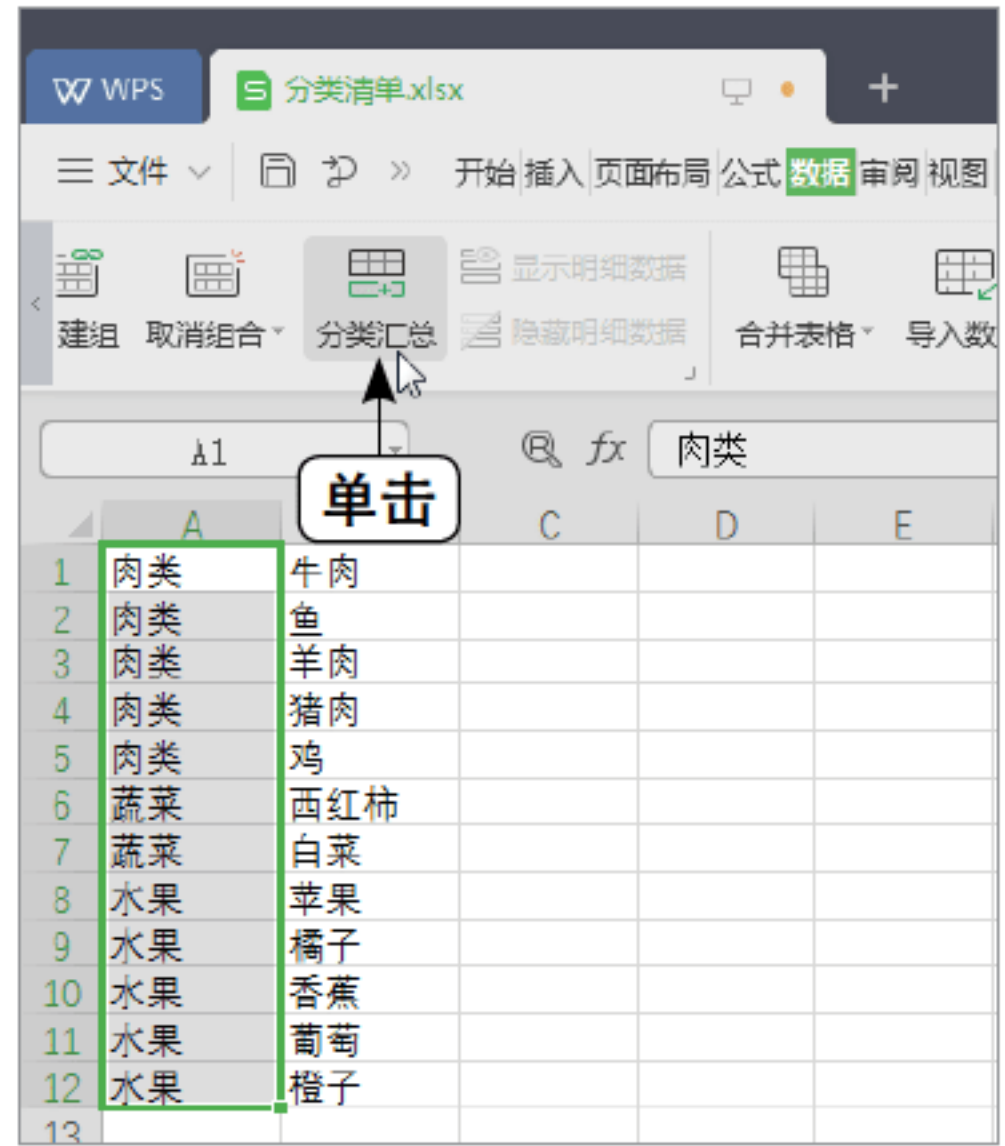 WPS 分类清单.xlsx
文件 开始 插入 页面布局 公式 数据 审阅 视图
显示明细数据
建组 取消组合 分类汇总 隐藏明细数据 合并表格 导入数
A1 fx 肉类
单击
A C D E
1 肉类 牛肉
2 肉类 鱼
3 肉类 羊肉
4 肉类 猪肉
5 肉类 鸡
6 蔬菜 西红柿
7 蔬菜 白菜
8 水果 苹果
9 水果 橘子
10 水果 香蕉
11 水果 葡萄
12 水果 橙子
13